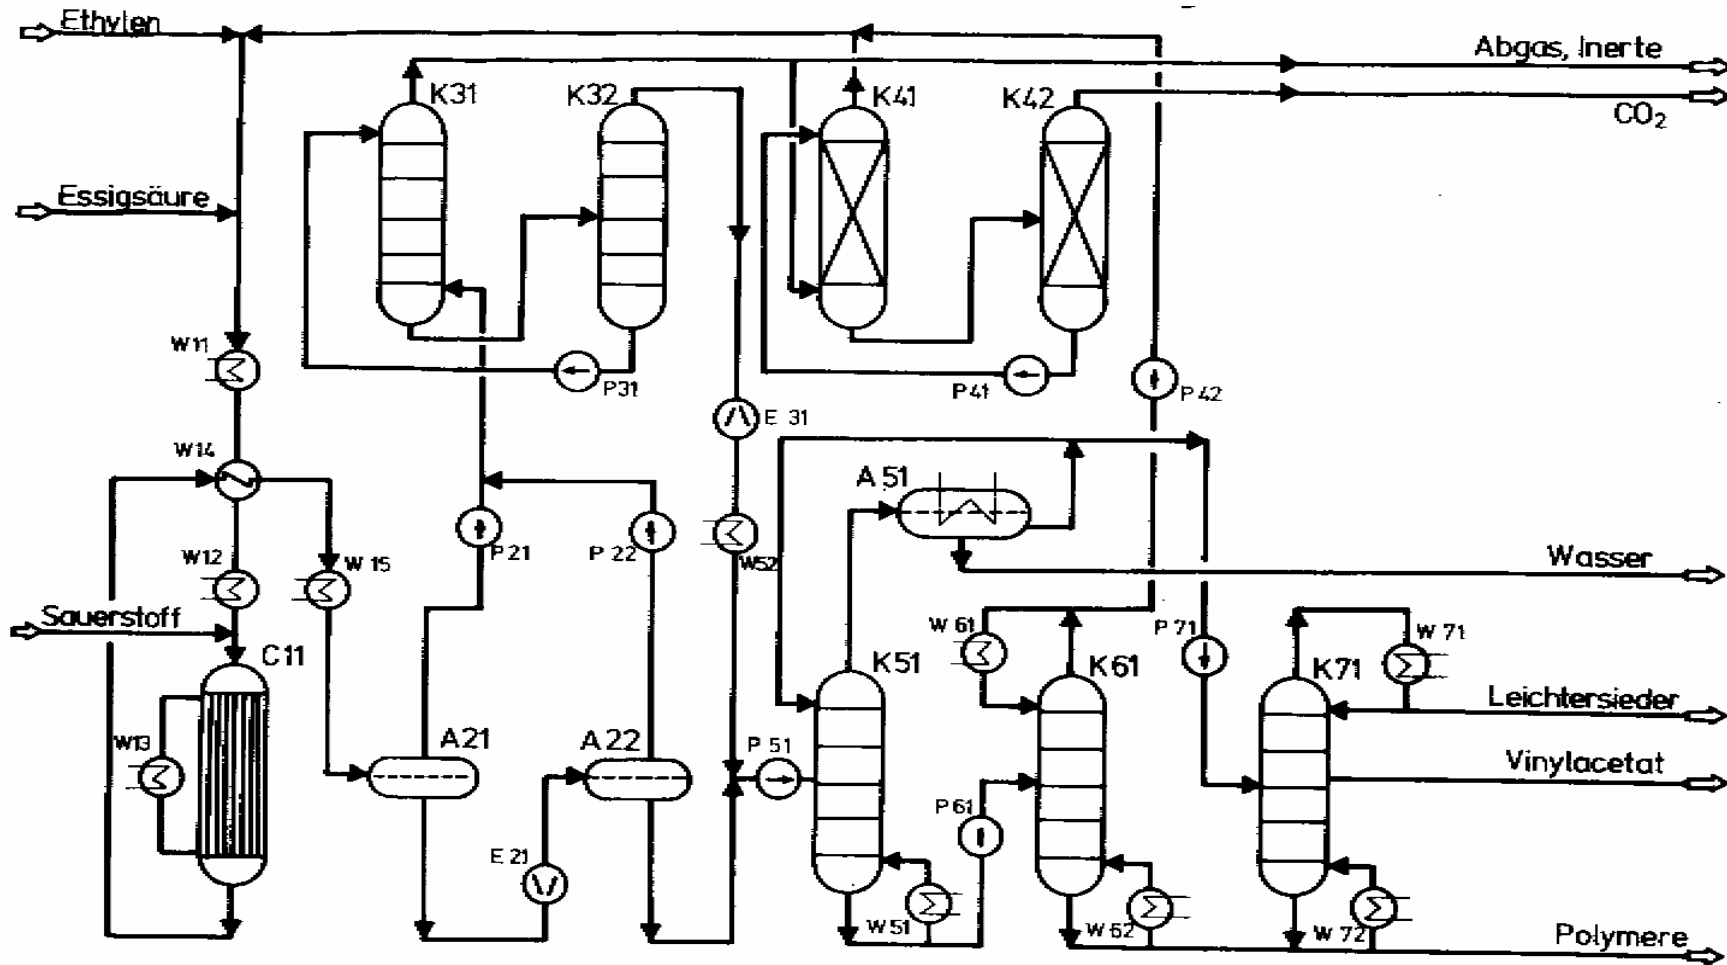 Ethylen
Abgas, Inerte
K31
K32
K41
K42
CO₂
Essigsäure
W11
P31
P41
P42
E 31
W14
A 51
P 21
P 22
W12
W 15
W52
Wasser
Sauerstoff
W 61
P 71
W 71
C11
K51
K61
K71
Leichtersieder
W13
A21
A22
P 51
Vinylacetat
P 61
E 21
W 51
W 62
W 72
Polymere